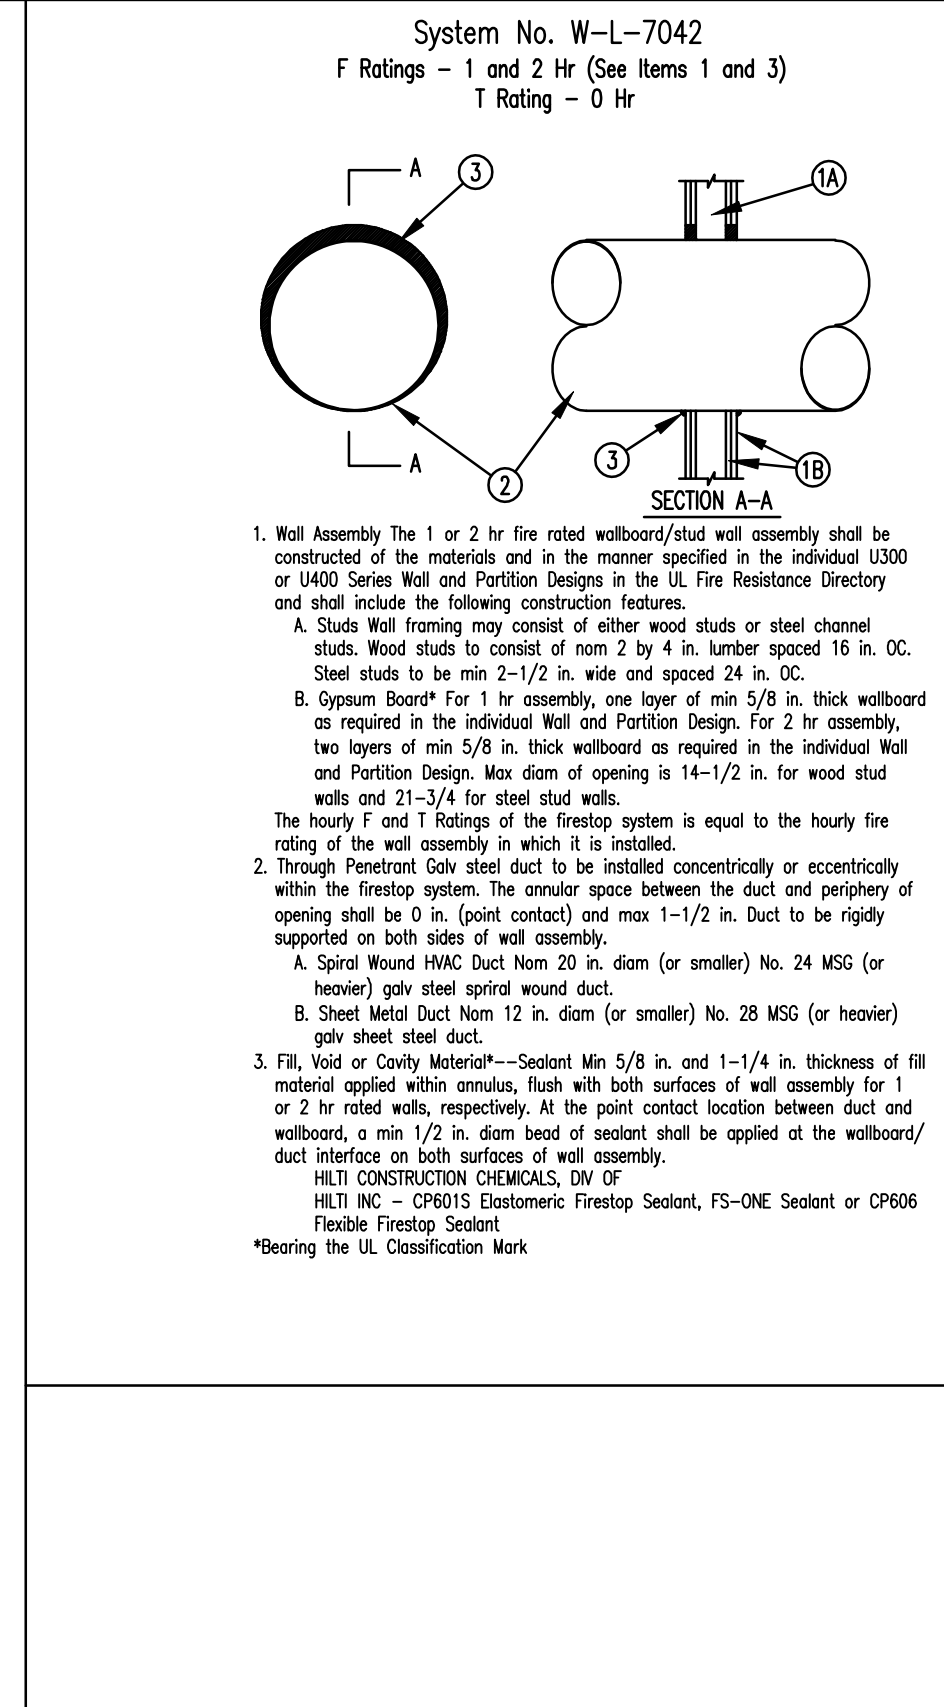 System No. W-L-7042
F Ratings - 1 and 2 Hr (See Items 1 and 3)
T Rating - 0 Hr
A
3
1A
A
2
3
1B
SECTION A-A
1. Wall Assembly The 1 or 2 hr fire rated wallboard/stud wall assembly shall be
constructed of the materials and in the manner specified in the individual U300
or U400 Series Wall and Partition Designs in the UL Fire Resistance Directory
and shall include the following construction features.
A. Studs Wall framing may consist of either wood studs or steel channel
studs. Wood studs to consist of nom 2 by 4 in. lumber spaced 16 in. OC.
Steel studs to be min 2-1/2 in. wide and spaced 24 in. OC.
B. Gypsum Board* For 1 hr assembly, one layer of min 5/8 in. thick wallboard
as required in the individual Wall and Partition Design. For 2 hr assembly,
two layers of min 5/8 in. thick wallboard as required in the individual Wall
and Partition Design. Max diam of opening is 14-1/2 in. for wood stud
walls and 21-3/4 for steel stud walls.
The hourly F and T Ratings of the firestop system is equal to the hourly fire
rating of the wall assembly in which it is installed.
2. Through Penetrant Galv steel duct to be installed concentrically or eccentrically
within the firestop system. The annular space between the duct and periphery of
opening shall be 0 in. (point contact) and max 1-1/2 in. Duct to be rigidly
supported on both sides of wall assembly.
A. Spiral Wound HVAC Duct Nom 20 in. diam (or smaller) No. 24 MSG (or
heavier) galv steel spriral wound duct.
B. Sheet Metal Duct Nom 12 in. diam (or smaller) No. 28 MSG (or heavier)
galv sheet steel duct.
3. Fill, Void or Cavity Material*--Sealant Min 5/8 in. and 1-1/4 in. thickness of fill
material applied within annulus, flush with both surfaces of wall assembly for 1
or 2 hr rated walls, respectively. At the point contact location between duct and
wallboard, a min 1/2 in. diam bead of sealant shall be applied at the wallboard/
duct interface on both surfaces of wall assembly.
HILTI CONSTRUCTION CHEMICALS, DIV OF
HILTI INC - CP601S Elastomeric Firestop Sealant, FS-ONE Sealant or CP606
Flexible Firestop Sealant
*Bearing the UL Classification Mark